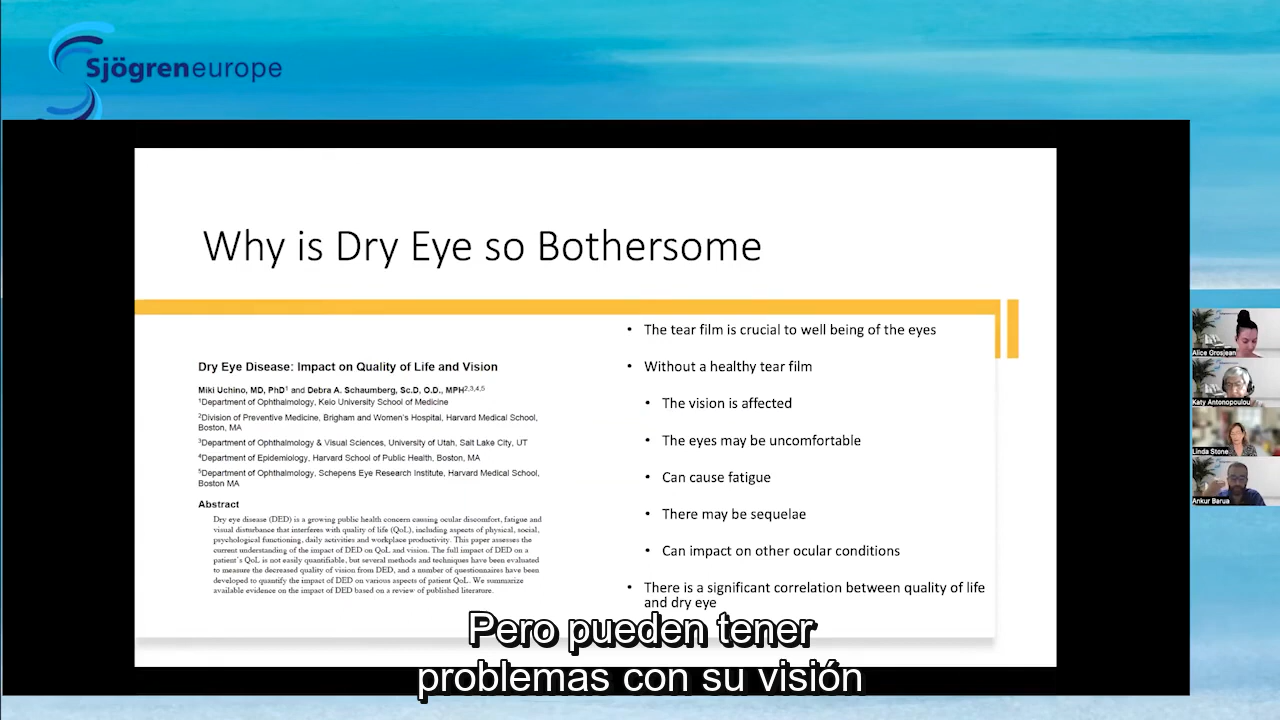 Sjögreneurope
Why is Dry Eye so Bothersome
Dry Eye Disease: Impact on Quality of Life and Vision
Miki Uchino, MD, PhD1 and Debra A. Schaumberg, Sc.D. O.D., MPH2,3,4,5
1Department of Ophthalmology, Keio University School of Medicine
2Division of Preventive Medicine, Brigham and Women's Hospital, Harvard Medical School,
Boston, MA
3Department of Ophthalmology & Visual Sciences, University of Utah, Salt Lake City, UT
4Department of Epidemiology, Harvard School of Public Health, Boston, MA
5Department of Ophthalmology, Schepens Eye Research Institute, Harvard Medical School,
Boston MA
Abstract
Dry eye disease (DED) is a growing public health concern causing ocular discomfort, fatigue and
visual disturbance that interferes with quality of life (QoL), including aspects of physical, social,
psychological functioning, daily activities and workplace productivity. This paper assesses the
current understanding of the impact of DED on QoL and vision. The full impact of DED on a
patient's QoL is not easily quantifiable, but several methods and techniques have been evaluated
to measure the decreased quality of vision from DED, and a number of questionnaires have been
developed to quantify the impact of DED on various aspects of patient QoL. We summarize
available evidence on the impact of DED based on a review of published literature.
• The tear film is crucial to well being of the eyes
• Without a healthy tear film
• The vision is affected
• The eyes may be uncomfortable
• Can cause fatigue
• There may be sequelae
• Can impact on other ocular conditions
• There is a significant correlation between quality of life
and dry eye
Alice Grosjean
Katy Antonopoulou
Linda Stone
Ankur Barua
Pero pueden tener
problemas con su visión